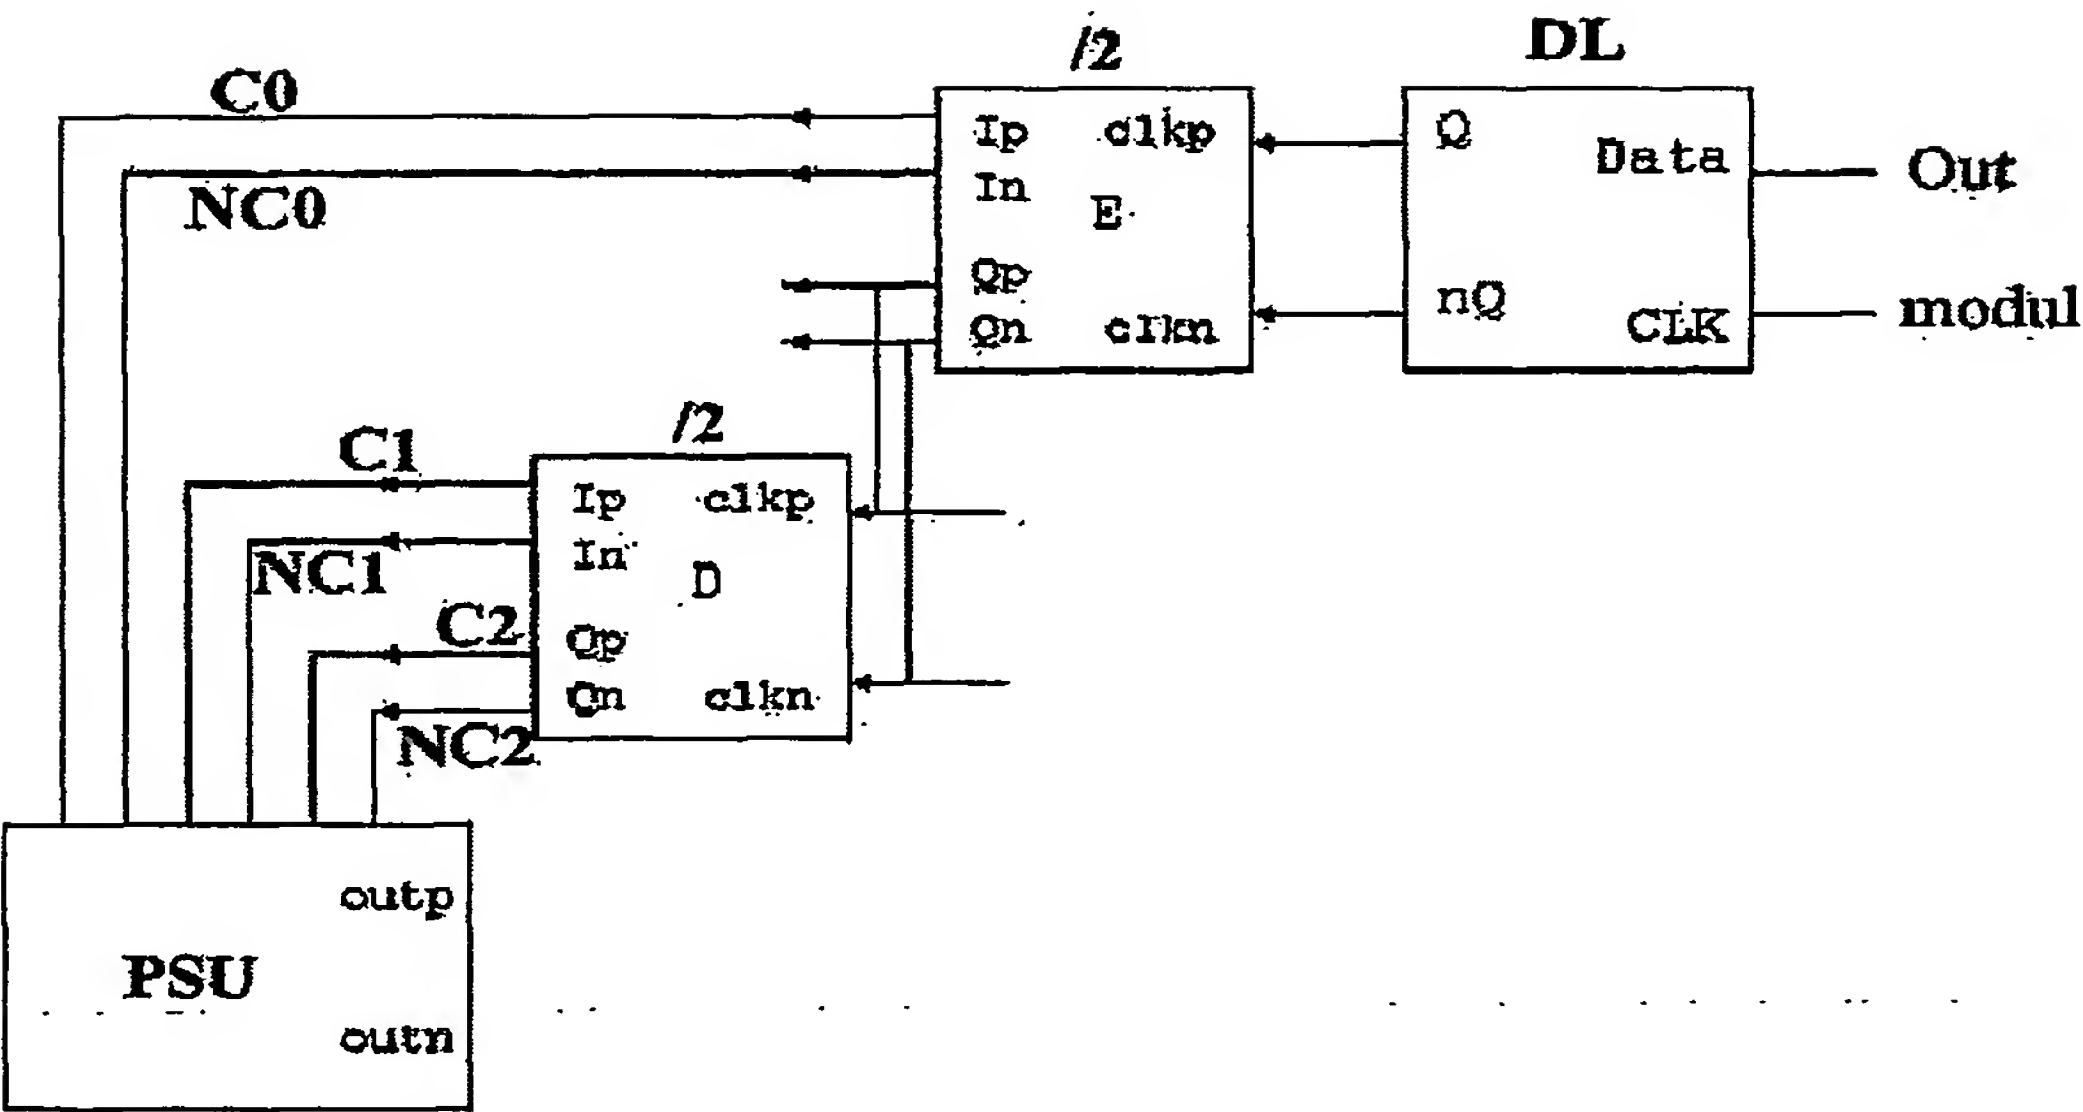 /2
DL
C0
Ip clkp
Q
Data
Out
NC0
In
E
Qp
nQ
modul
Qn clkn
CLK
/2
C1
Ip clkp
NC1
In
D
C2
Qp
Qn clkn
NC2
outp
PSU
outn